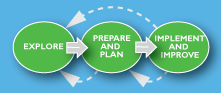 EXPLORE
PREPARE
AND
PLAN
IMPLEMENT
AND
IMPROVE